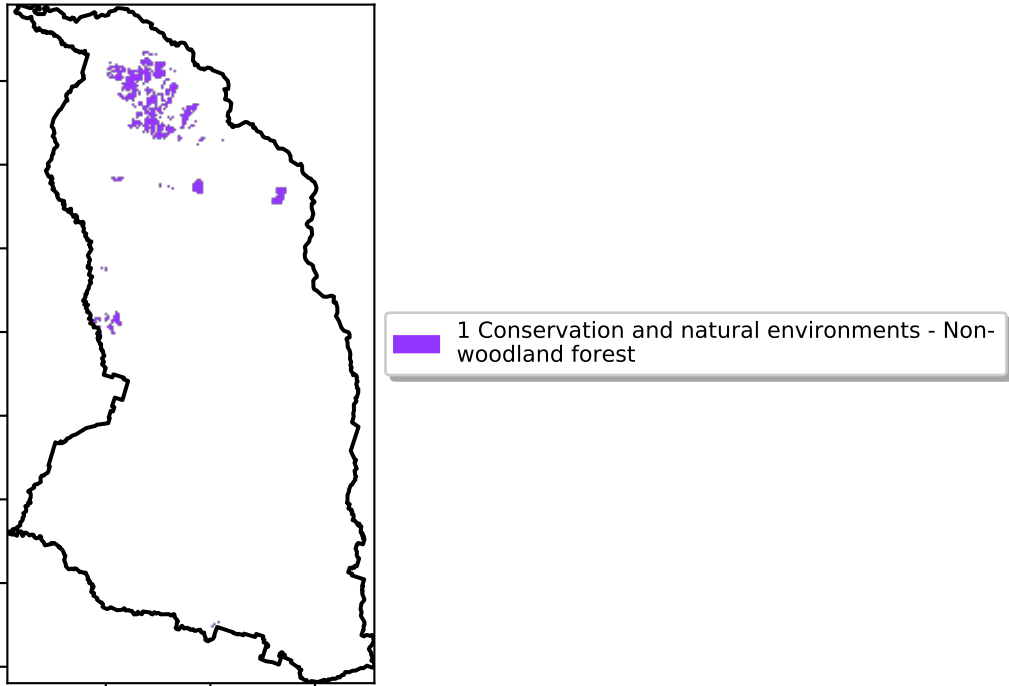 1 Conservation and natural environments - Non-
woodland forest